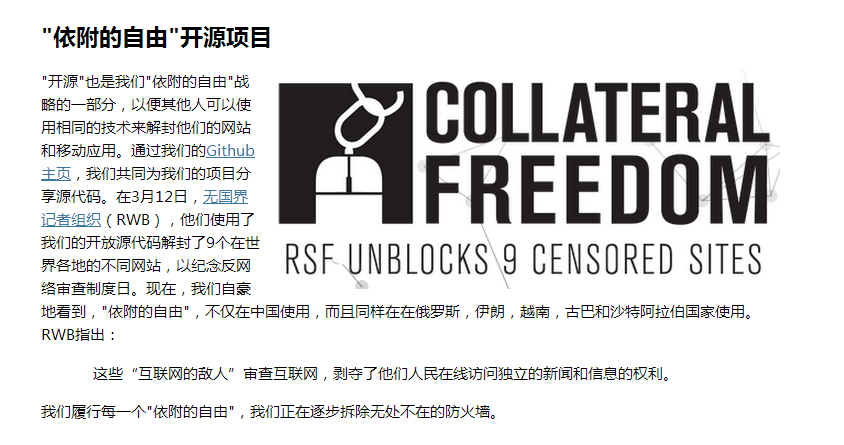 "依附的自由"开源项目
"开源"也是我们"依附的自由"战
略的一部分，以便其他人可以使
用相同的技术来解封他们的网站
和移动应用。通过我们的Github
主页，我们共同为我们的项目分
享源代码。在3月12日，无国界
记者组织（RWB），他们使用了
我们的开放源代码解封了9个在世
界各地的不同网站，以纪念反网
络审查制度日。现在，我们自豪
地看到，"依附的自由"，不仅在中国使用，而且同样在在俄罗斯，伊朗，越南，古巴和沙特阿拉伯国家使用。
RWB指出：
COLLATERAL
FREEDOM
RSF UNBLOCKS 9 CENSORED SITES
这些“互联网的敌人”审查互联网，剥夺了他们人民在线访问独立的新闻和信息的权利。
我们履行每一个"依附的自由"，我们正在逐步拆除无处不在的防火墙。